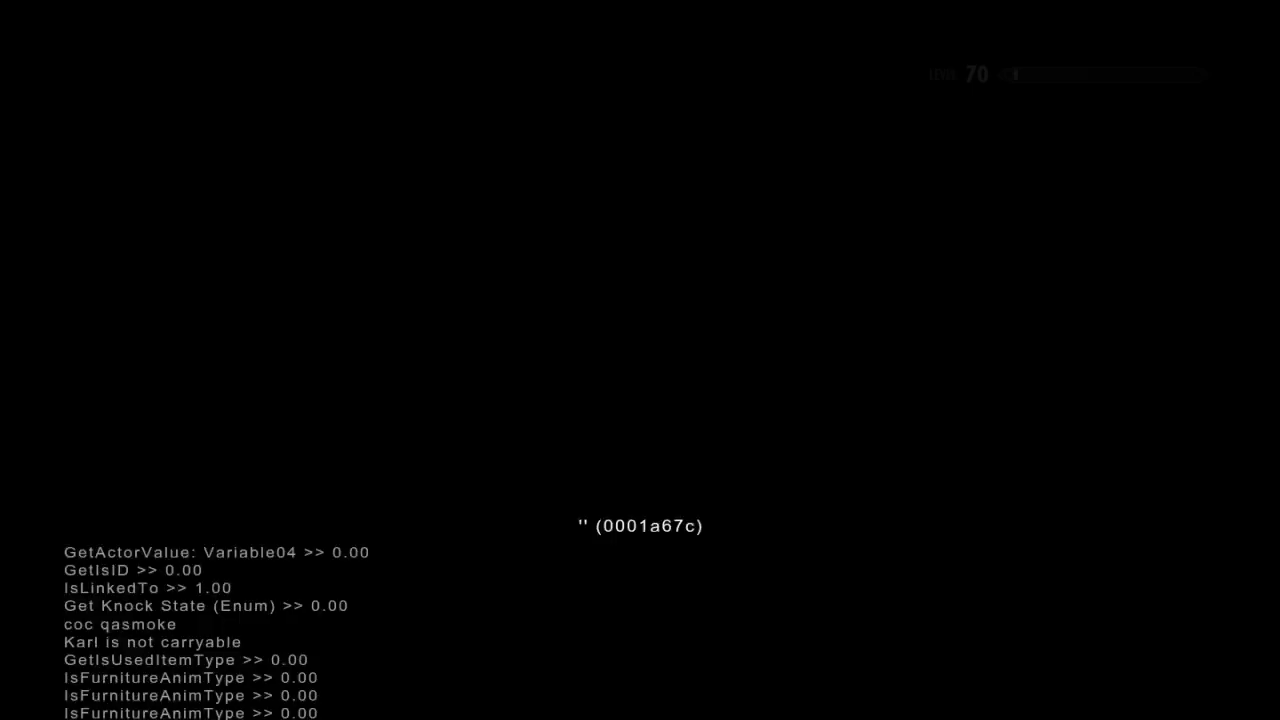 LEVEL 70
'' (0001a67c)
GetActorValue: Variable04 >> 0.00
GetIsID >> 0.00
IsLinkedTo >> 1.00
Get Knock State (Enum) >> 0.00
coc qasmoke
Karl is not carryable
GetIsUsedItemType >> 0.00
IsFurnitureAnimType >> 0.00
IsFurnitureAnimType >> 0.00
IsFurnitureAnimType >> 0.00